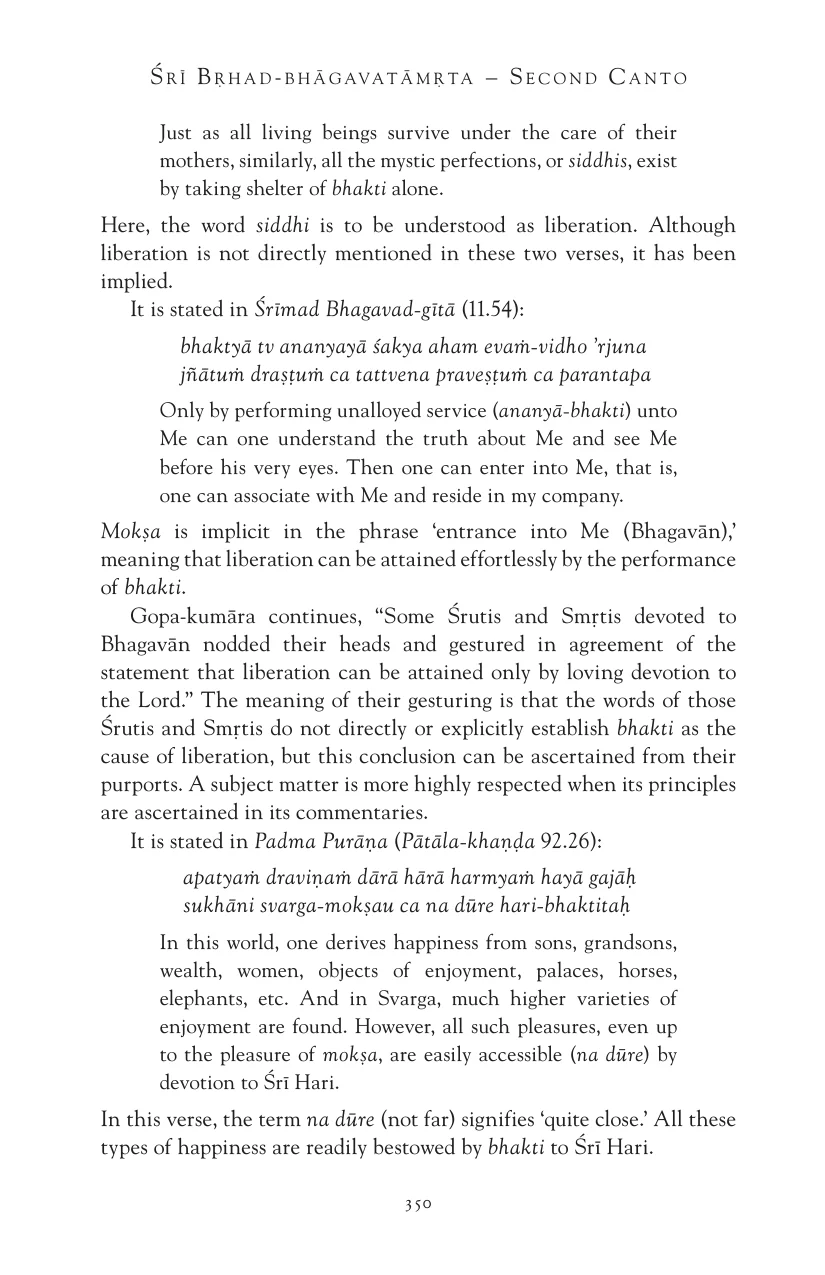 Śrī Bṛhad-bhāgavatāmṛta – Second Canto
Just as all living beings survive under the care of their
mothers, similarly, all the mystic perfections, or siddhis, exist
by taking shelter of bhakti alone.
Here, the word siddhi is to be understood as liberation. Although
liberation is not directly mentioned in these two verses, it has been
implied.
It is stated in Śrīmad Bhagavad-gītā (11.54):
bhaktyā tv ananyayā śakya aham evaṁ-vidho ’rjuna
jñātuṁ draṣṭuṁ ca tattvena praveṣṭuṁ ca parantapa
Only by performing unalloyed service (ananyā-bhakti) unto
Me can one understand the truth about Me and see Me
before his very eyes. Then one can enter into Me, that is,
one can associate with Me and reside in my company.
Mokṣa is implicit in the phrase ‘entrance into Me (Bhagavān),’
meaning that liberation can be attained effortlessly by the performance
of bhakti.
Gopa-kumāra continues, “Some Śrutis and Smṛtis devoted to
Bhagavān nodded their heads and gestured in agreement of the
statement that liberation can be attained only by loving devotion to
the Lord.” The meaning of their gesturing is that the words of those
Śrutis and Smṛtis do not directly or explicitly establish bhakti as the
cause of liberation, but this conclusion can be ascertained from their
purports. A subject matter is more highly respected when its principles
are ascertained in its commentaries.
It is stated in Padma Purāṇa (Pātāla-khaṇḍa 92.26):
apatyaṁ draviṇaṁ dārā hārā harmyaṁ hayā gajāḥ
sukhāni svarga-mokṣau ca na dūre hari-bhaktitaḥ
In this world, one derives happiness from sons, grandsons,
wealth, women, objects of enjoyment, palaces, horses,
elephants, etc. And in Svarga, much higher varieties of
enjoyment are found. However, all such pleasures, even up
to the pleasure of mokṣa, are easily accessible (na dūre) by
devotion to Śrī Hari.
In this verse, the term na dūre (not far) signifies ‘quite close.’ All these
types of happiness are readily bestowed by bhakti to Śrī Hari.
350